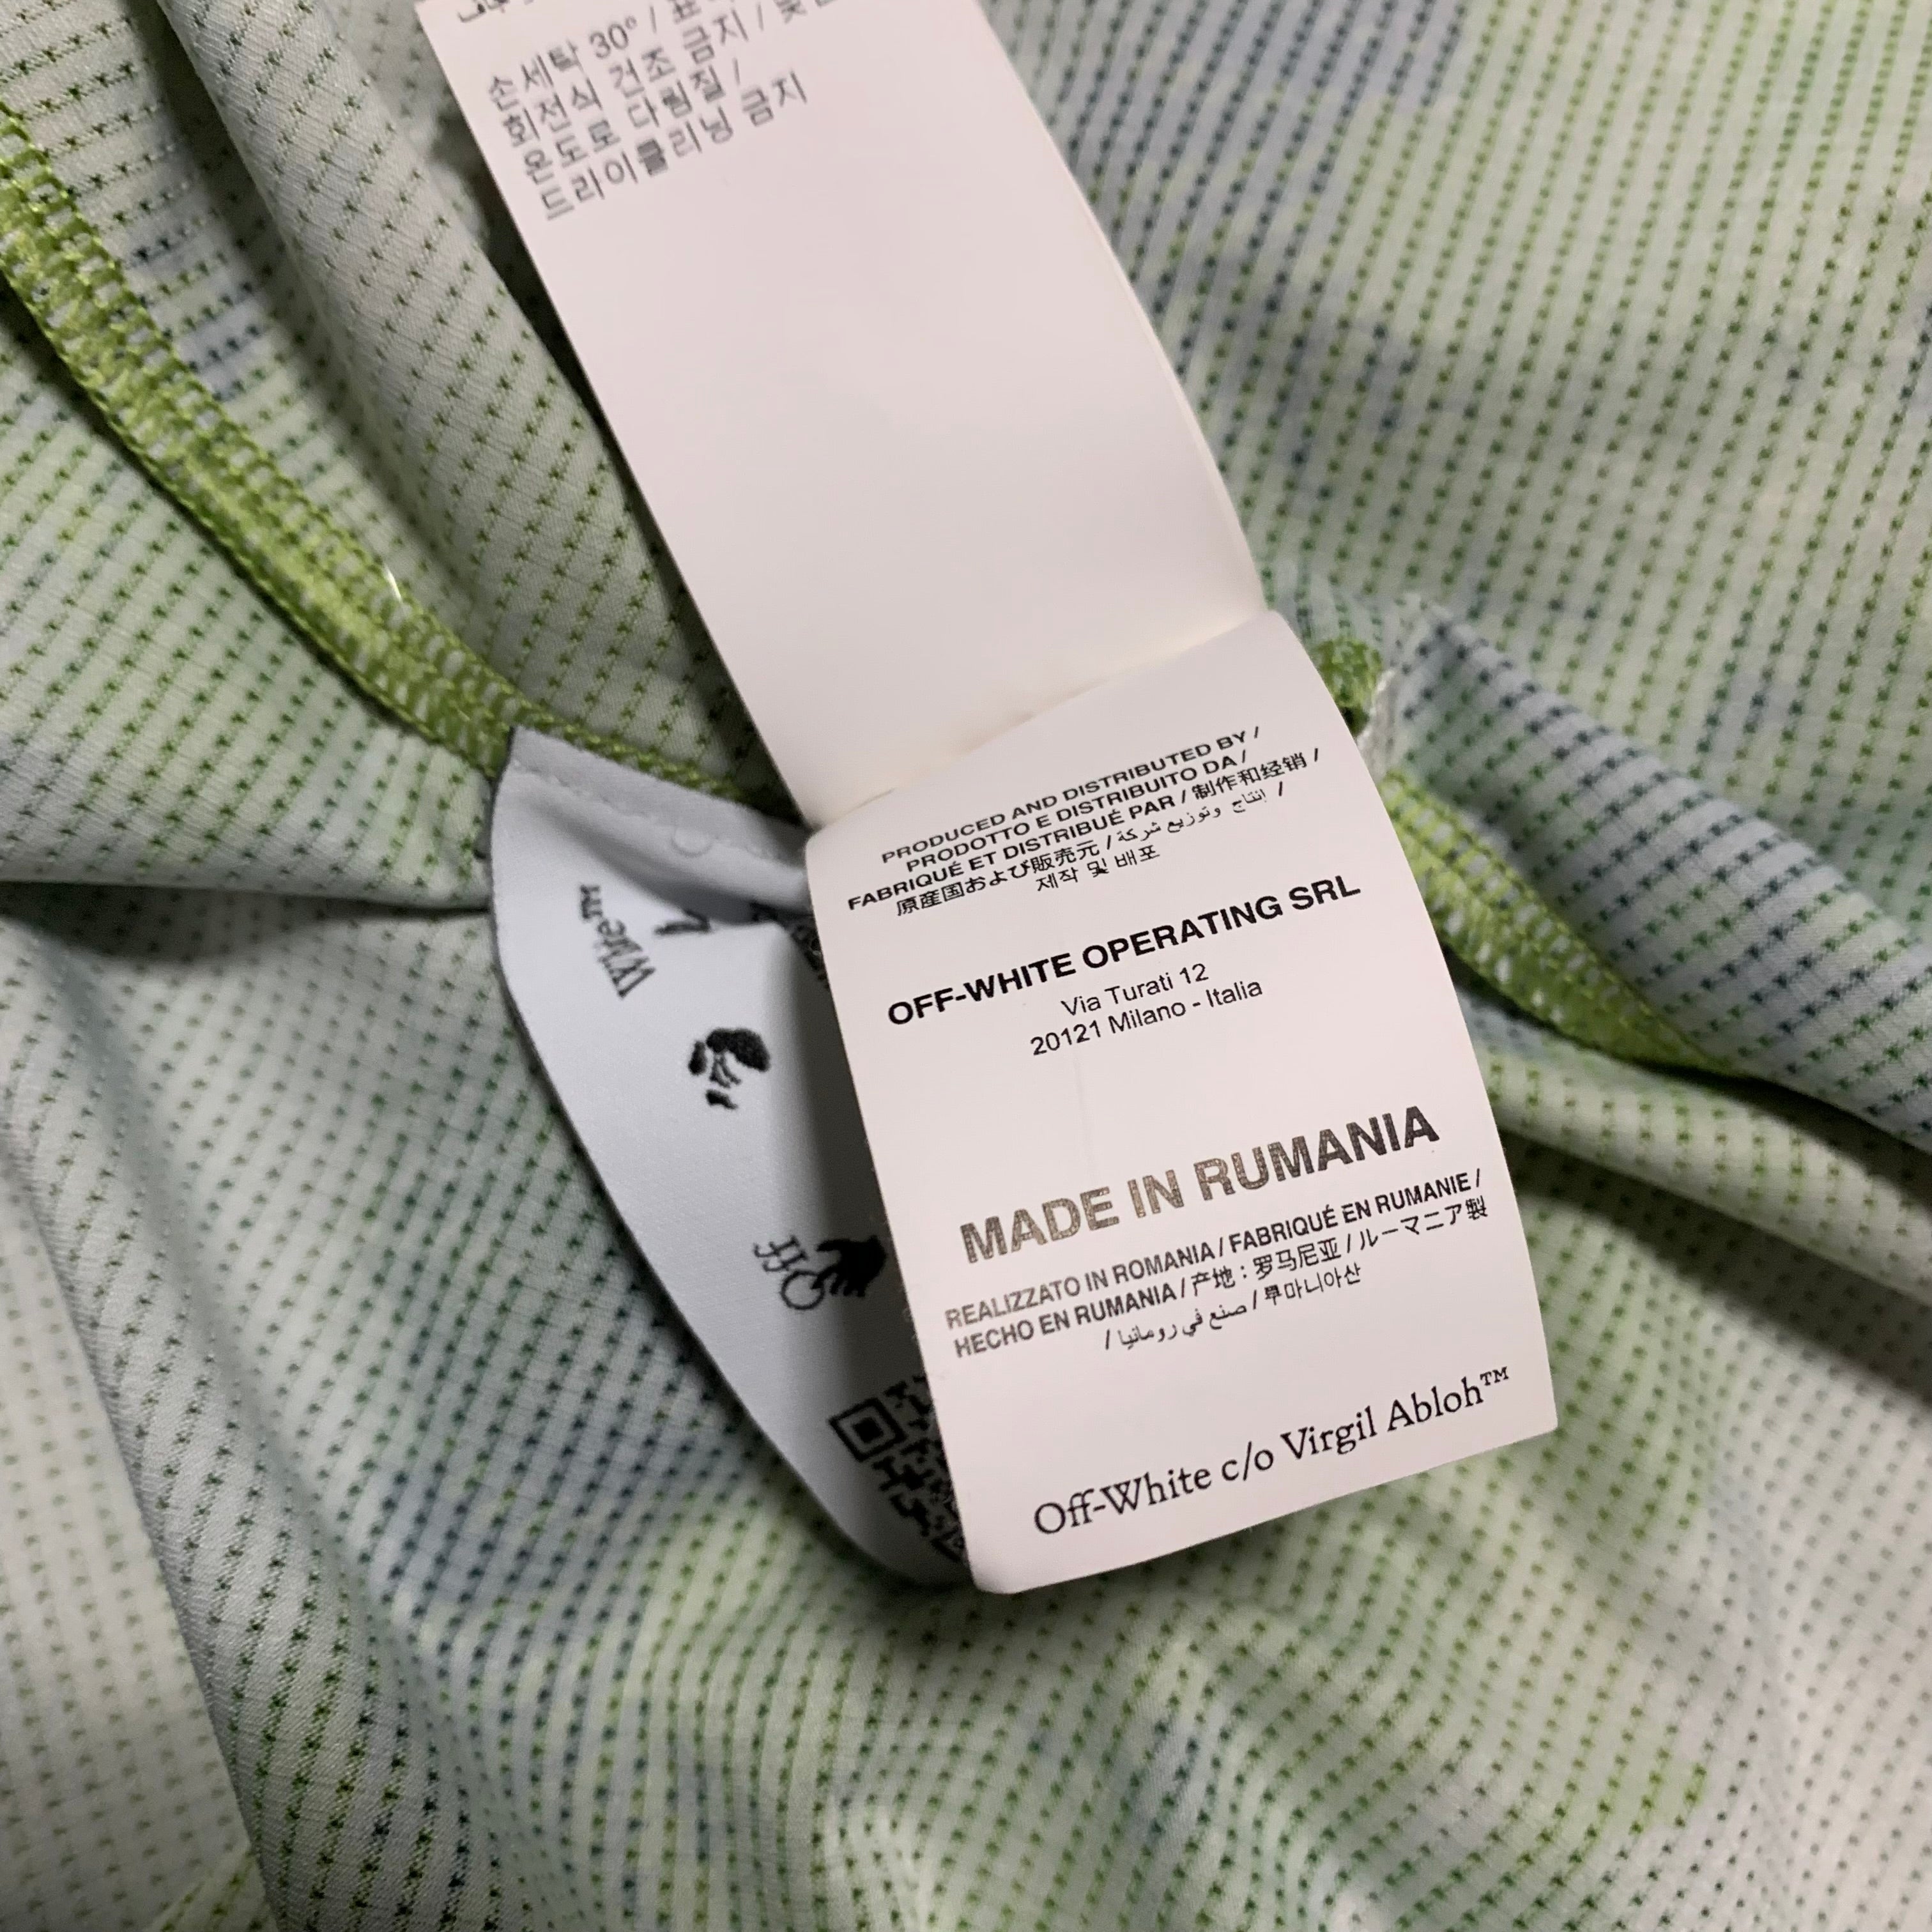 손세탁 30° /
회전식 건조 금지 /
온도로 다림질 /
드라이클리닝 금지
PRODUCED AND DISTRIBUTED BY /
PRODOTTO E DISTRIBUITO DA /
FABRIQUÉ ET DISTRIBUÉ PAR / 制作和经销 /
原産国および販売元 / إنتاج وتوزيع شركة /
제작 및 배포
OFF-WHITE OPERATING SRL
Via Turati 12
20121 Milano - Italia
MADE IN RUMANIA
REALIZZATO IN ROMANIA / FABRIQUÉ EN RUMANIE /
HECHO EN RUMANIA / 产地：罗马尼亚 / ルーマニア製
/ صنع في رومانيا / 루마니아산
Off-White c/o Virgil Abloh™
White™
Off